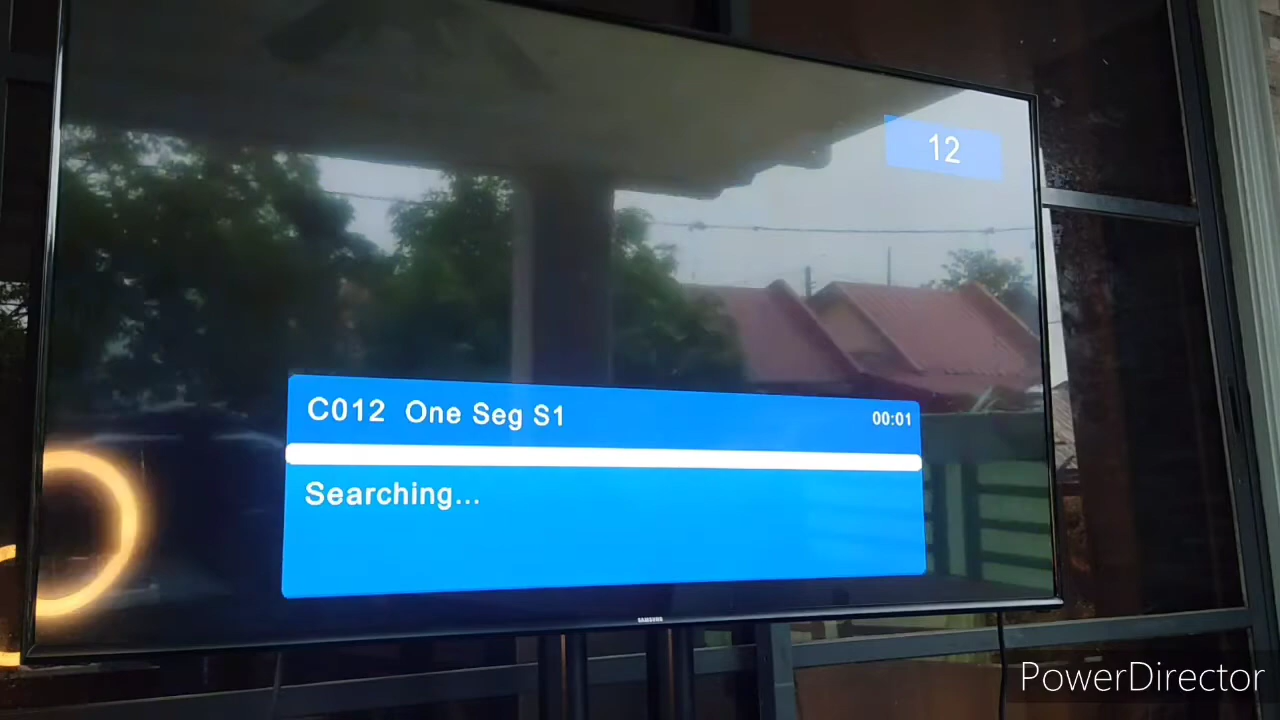 12
C012 One Seg S1
00:01
Searching...
SAMSUNG
PowerDirector